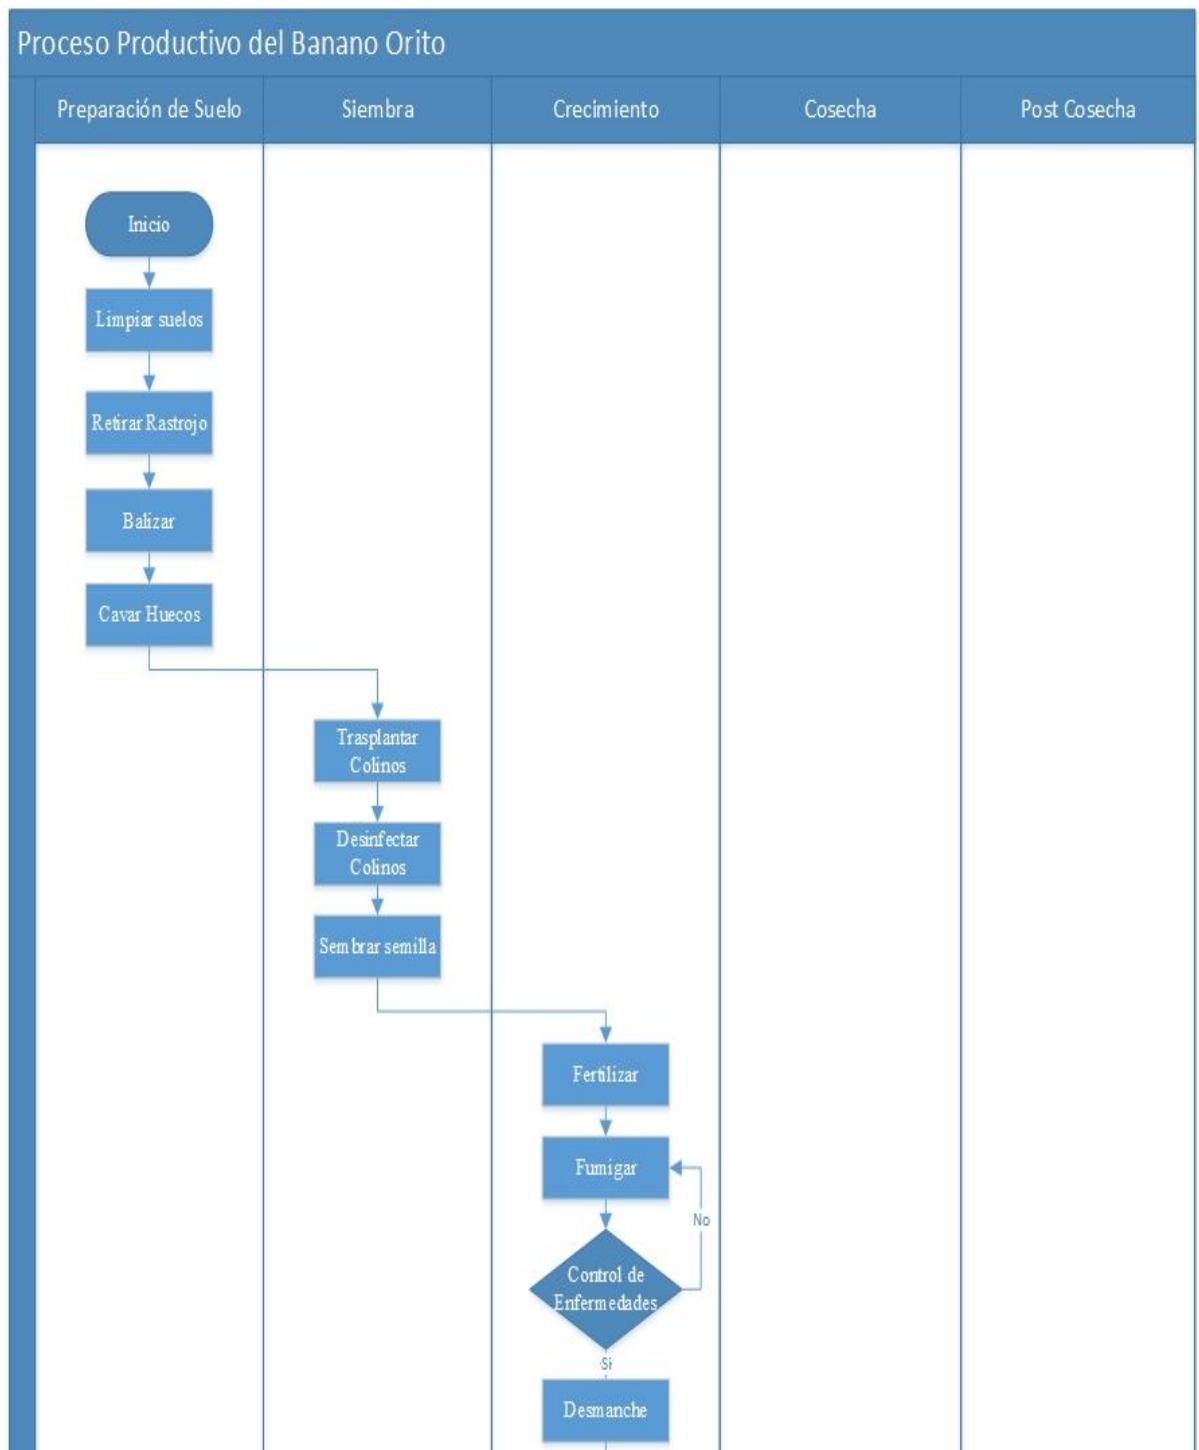 Proceso Productivo del Banano Orito
Preparación de Suelo
Siembra
Crecimiento
Cosecha
Post Cosecha
Inicio
Limpiar suelos
Retirar Rastrojo
Balizar
Cavar Huecos
Trasplantar
Colinos
Desinfectar
Colinos
Sembrar semilla
Fertilizar
Fumigar
No
Control de
Enfermedades
Si
Desmanche